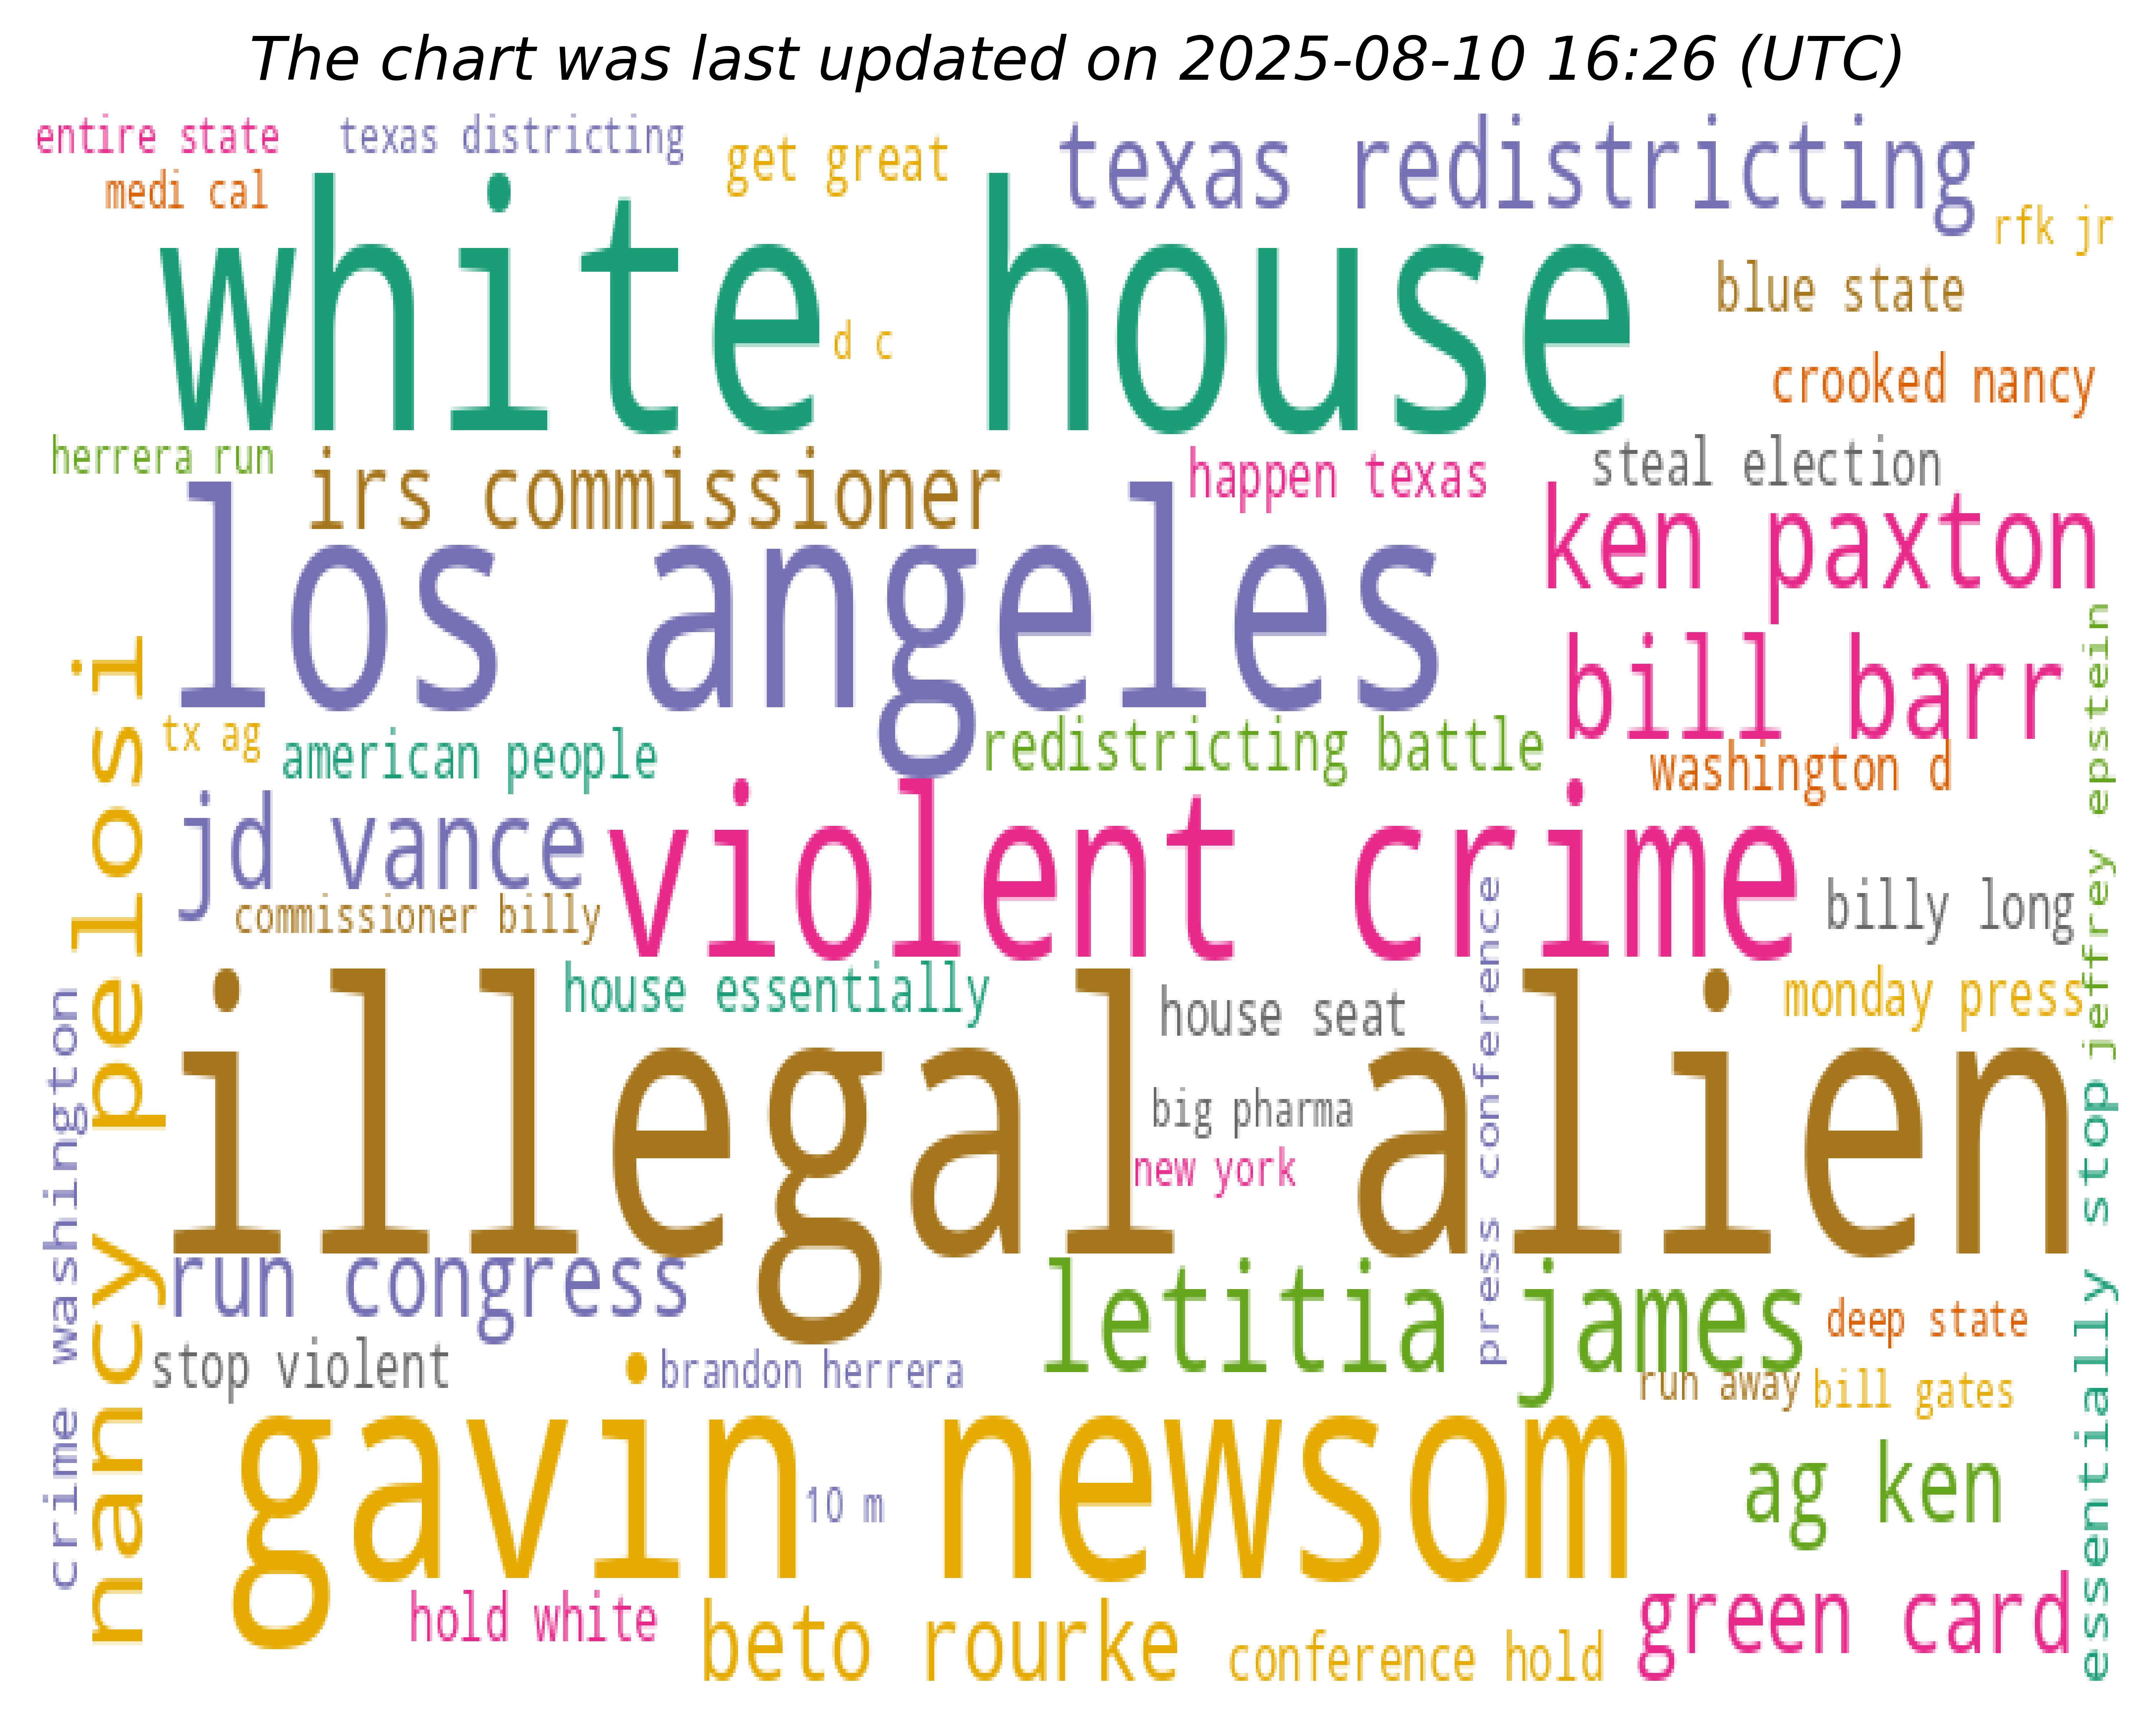 The chart was last updated on 2025-08-10 16:26 (UTC)
entire state
texas districting
get great
texas redistricting
medi cal
rfk jr
white house
blue state
d c
crooked nancy
herrera run
irs commissioner
happen texas
steal election
los angeles
ken paxton
bill barr
jeffrey epstein
nancy pelosi
tx ag
american people
redistricting battle
washington d
jd vance
violent crime
commissioner billy
billy long
house essentially
house seat
monday press
press conference
illegal alien
big pharma
new york
crime washington
essentially stop
run congress
letitia james
deep state
stop violent
brandon herrera
run away
bill gates
gavin newsom
10 m
ag ken
hold white
beto rourke
conference hold
green card